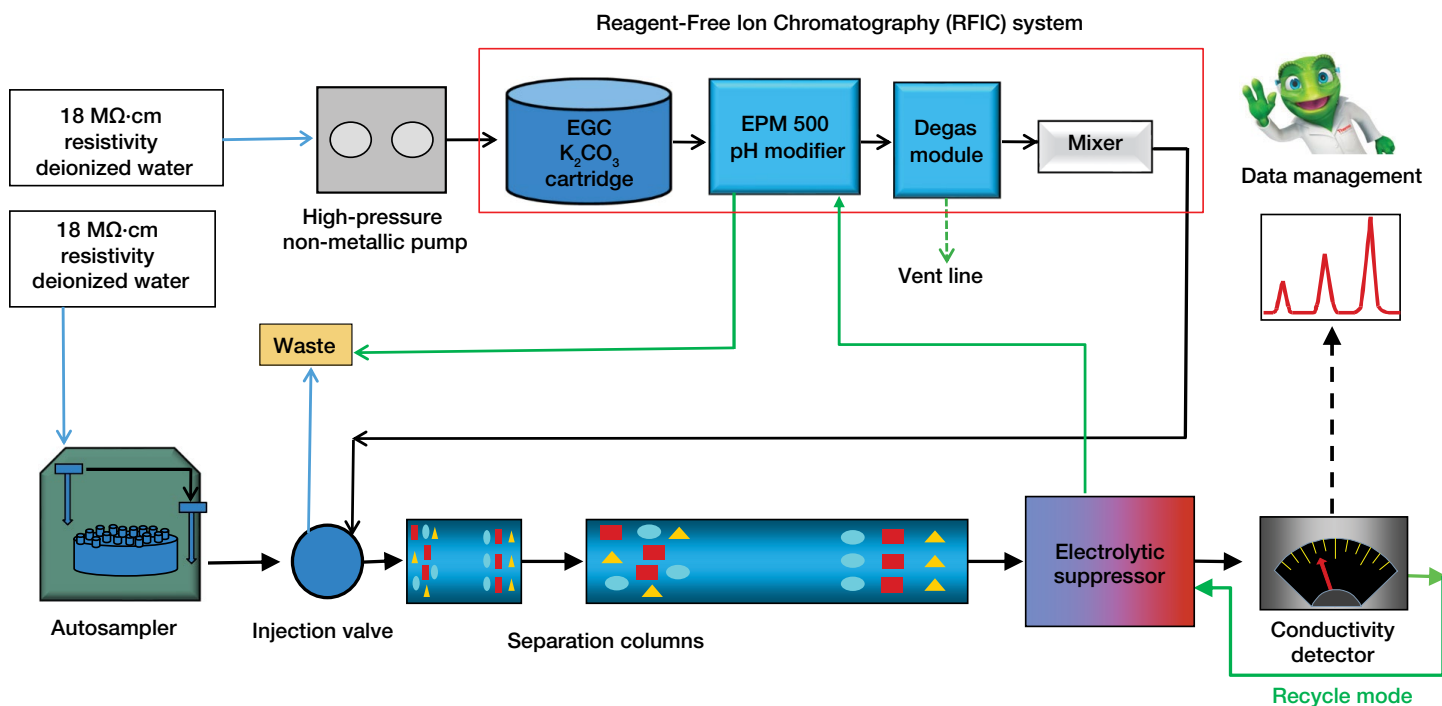 Reagent-Free Ion Chromatography (RFIC) system
18 MΩ·cm
resistivity
deionized water
EGC
K₂CO₃
cartridge
EPM 500
pH modifier
Degas
module
Mixer
Data management
High-pressure
non-metallic pump
18 MΩ·cm
resistivity
deionized water
Vent line
Waste
Electrolytic
suppressor
Autosampler
Injection valve
Separation columns
Conductivity
detector
Recycle mode